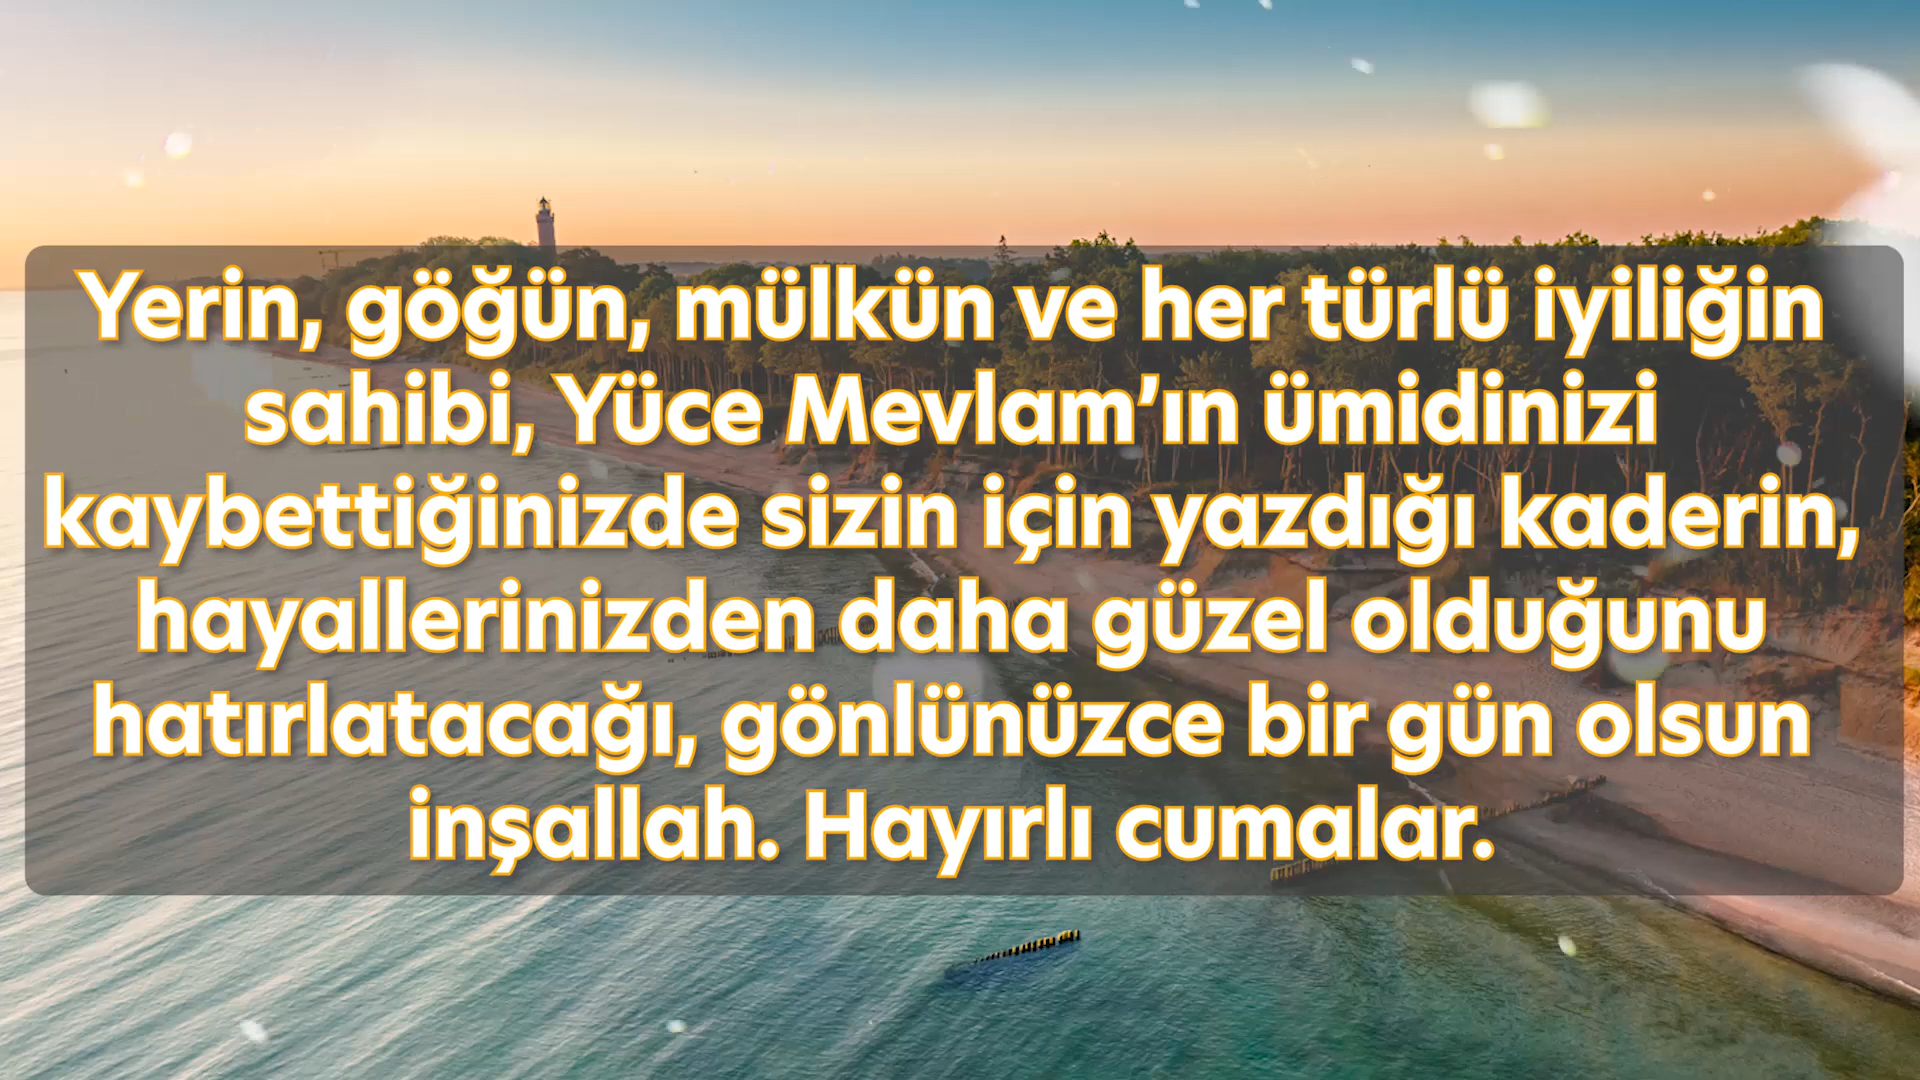 Yerin, göğün, mülkün ve her türlü iyiliğin
sahibi, Yüce Mevlam’ın ümidinizi
kaybettiğinizde sizin için yazdığı kaderin,
hayallerinizden daha güzel olduğunu
hatırlatacağı, gönlünüzce bir gün olsun
inşallah. Hayırlı cumalar.